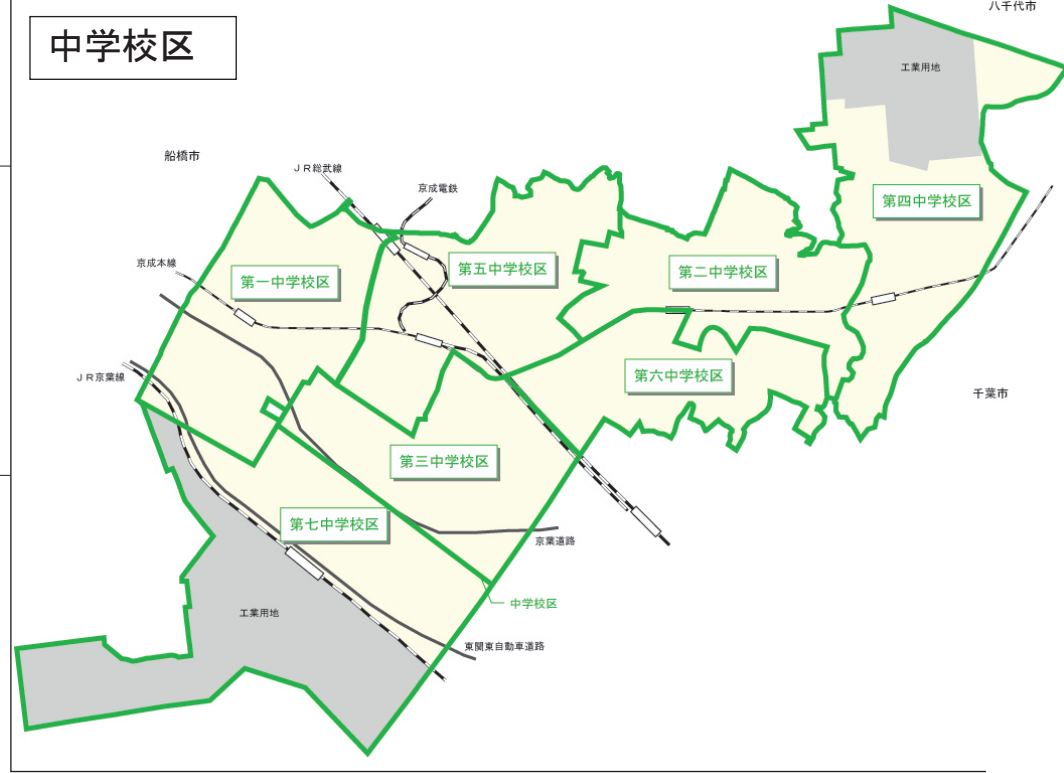 八千代市
中学校区
工業用地
船橋市
JR総武線
京成電鉄
第四中学校区
京成本線
第一中学校区
第五中学校区
第二中学校区
JR京葉線
第六中学校区
千葉市
第三中学校区
第七中学校区
京葉道路
中学校区
工業用地
東関東自動車道路